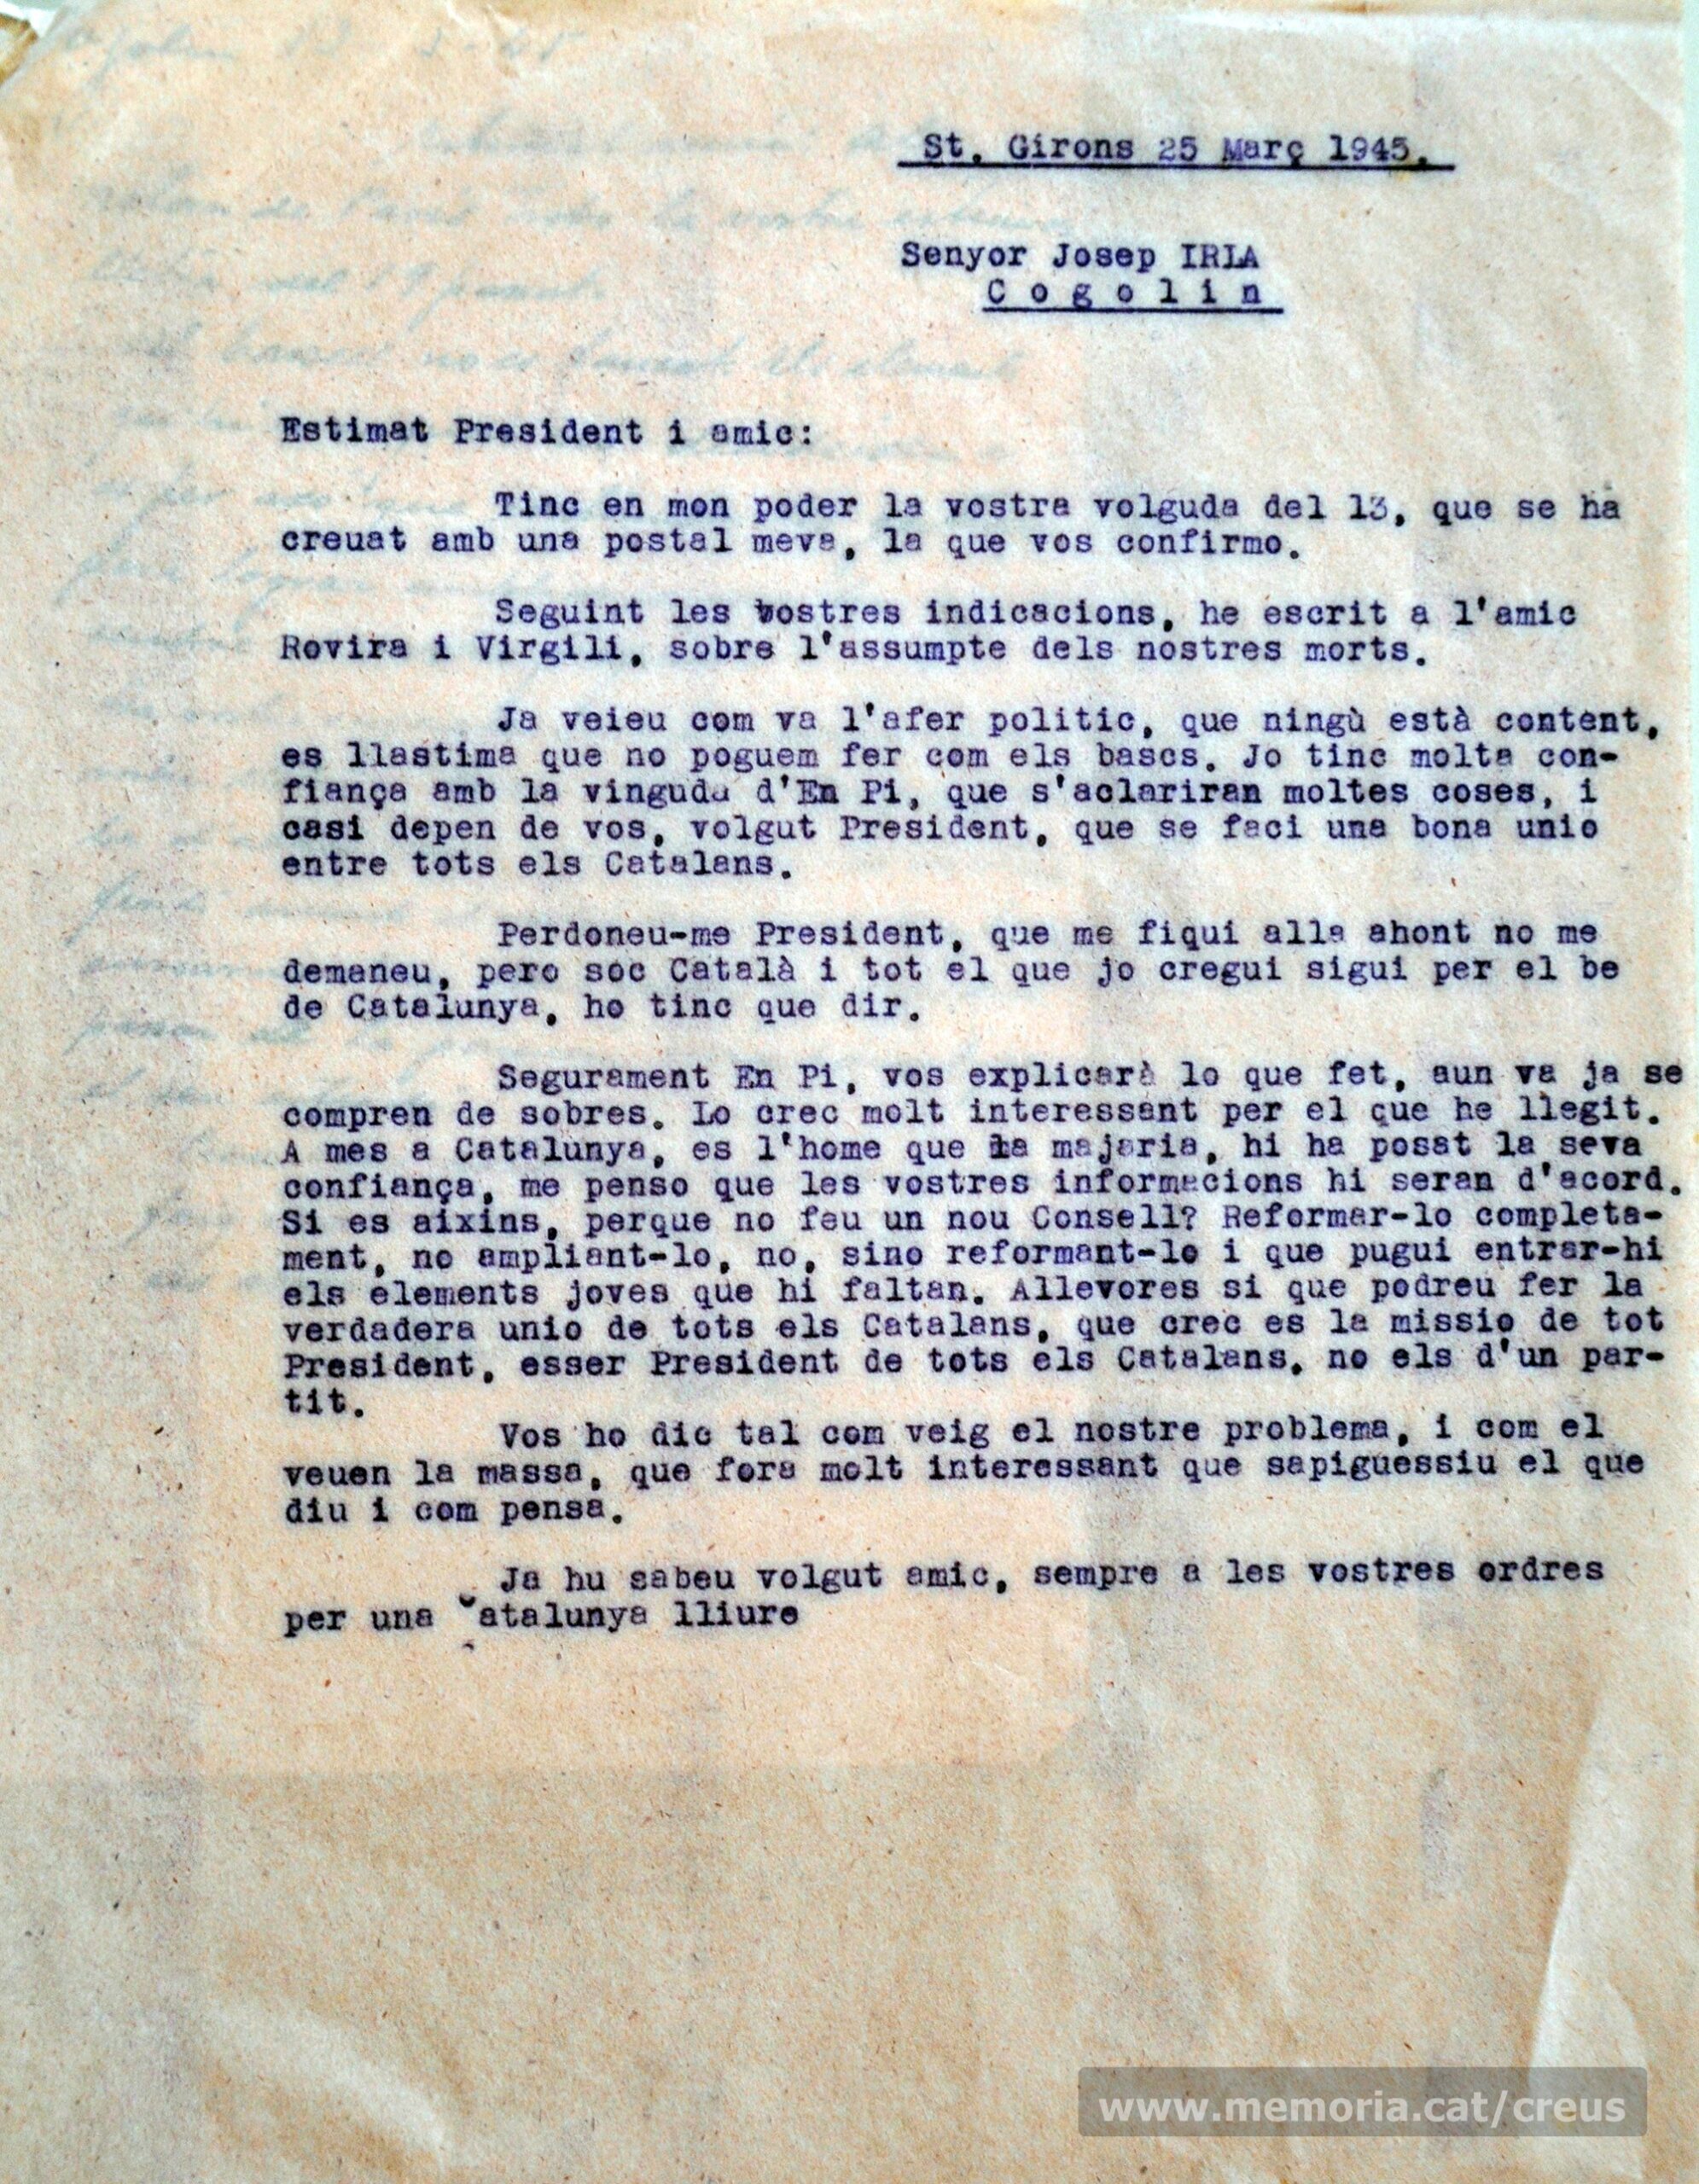 St. Girons 25 Març 1945.
Senyor Josep IRLA
Cogolin
Estimat President i amic:
Tinc en mon poder la vostra volguda del 13, que se ha
creuat amb una postal meva, la que vos confirmo.
Seguint les vostres indicacions, he escrit a l'amic
Rovira i Virgili, sobre l'assumpte dels nostres morts.
Ja veieu com va l'afer politic, que ningù està content,
es llastima que no poguem fer com els bascs. Jo tinc molta con-
fiança amb la vinguda d'En Pi, que s'aclariran moltes coses, i
casi depen de vos, volgut President, que se faci una bona unio
entre tots els Catalans.
Perdoneu-me President, que me fiqui alla ahont no me
demaneu, pero soc Català i tot el que jo cregui sigui per el be
de Catalunya, ho tinc que dir.
Segurament En Pi, vos explicarà lo que fet, aun va ja se
compren de sobres. Lo crec molt interessant per el que he llegit.
A mes a Catalunya, es l'home que la majoria, hi ha posat la seva
confiança, me penso que les vostres informacions hi seran d'acord.
Si es aixins, perque no feu un nou Consell? Reformar-lo completa-
ment, no ampliant-lo, no, sino reformant-lo i que pugui entrar-hi
els elements joves que hi faltan. Allevores si que podreu fer la
verdadera unio de tots els Catalans, que crec es la missio de tot
President, esser President de tots els Catalans, no els d'un par-
tit.
Vos ho dic tal com veig el nostre problema, i com el
veuen la massa, que fora molt interessant que sapiguessiu el que
diu i com pensa.
Ja hu sabeu volgut amic, sempre a les vostres ordres
per una Catalunya lliure
www.memoria.cat/creus